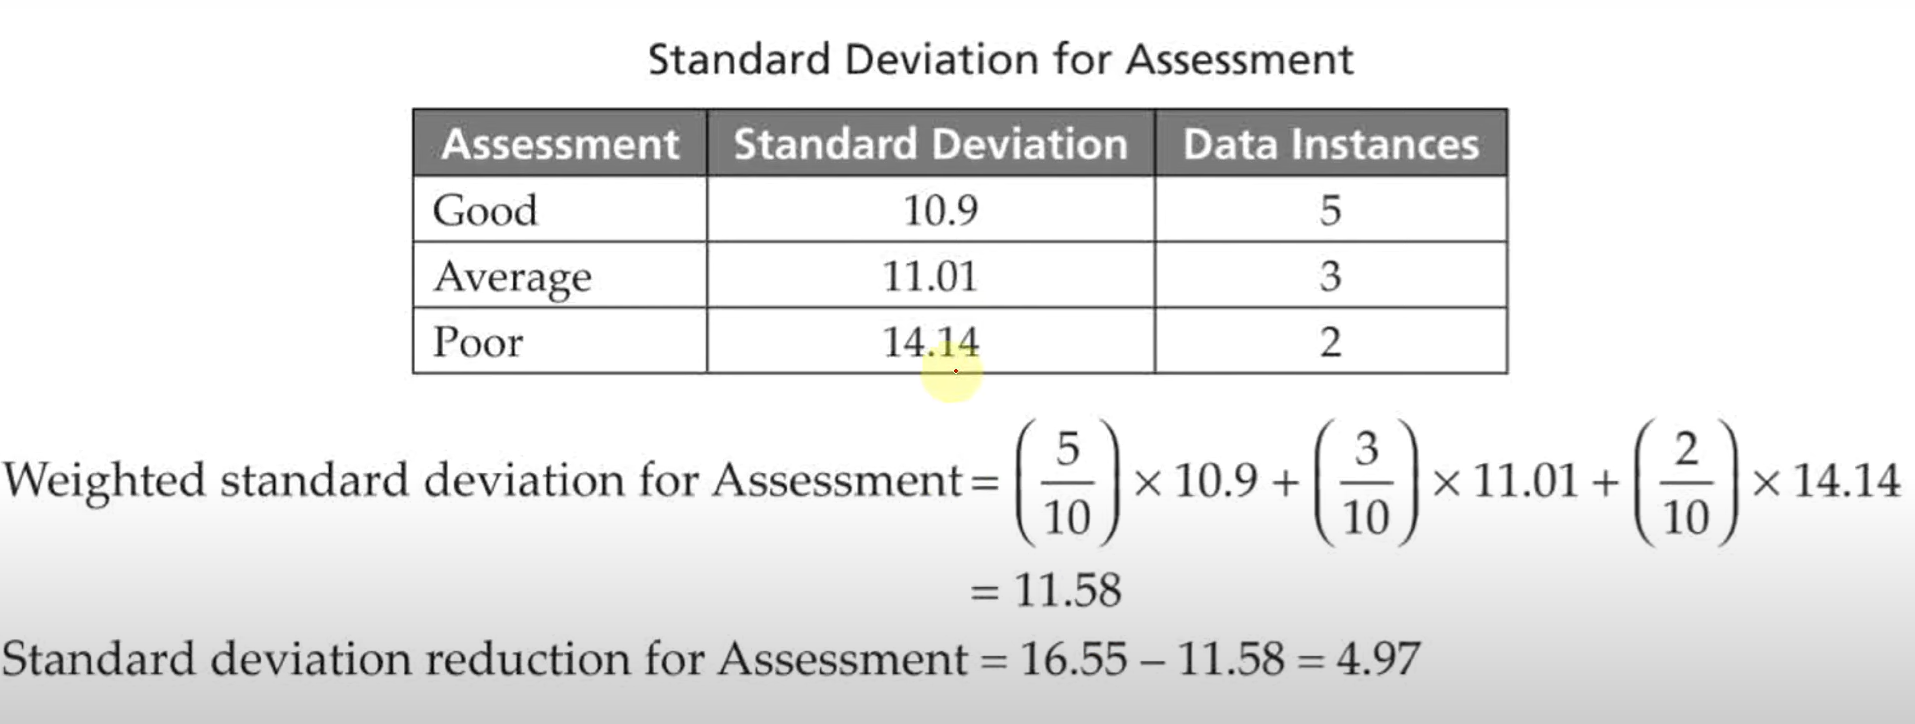 Standard Deviation for Assessment
Assessment Standard Deviation Data Instances
Good 10.9 5
Average 11.01 3
Poor 14.14 2
Weighted standard deviation for Assessment = (5/10) × 10.9 + (3/10) × 11.01 + (2/10) × 14.14
= 11.58
Standard deviation reduction for Assessment = 16.55 – 11.58 = 4.97